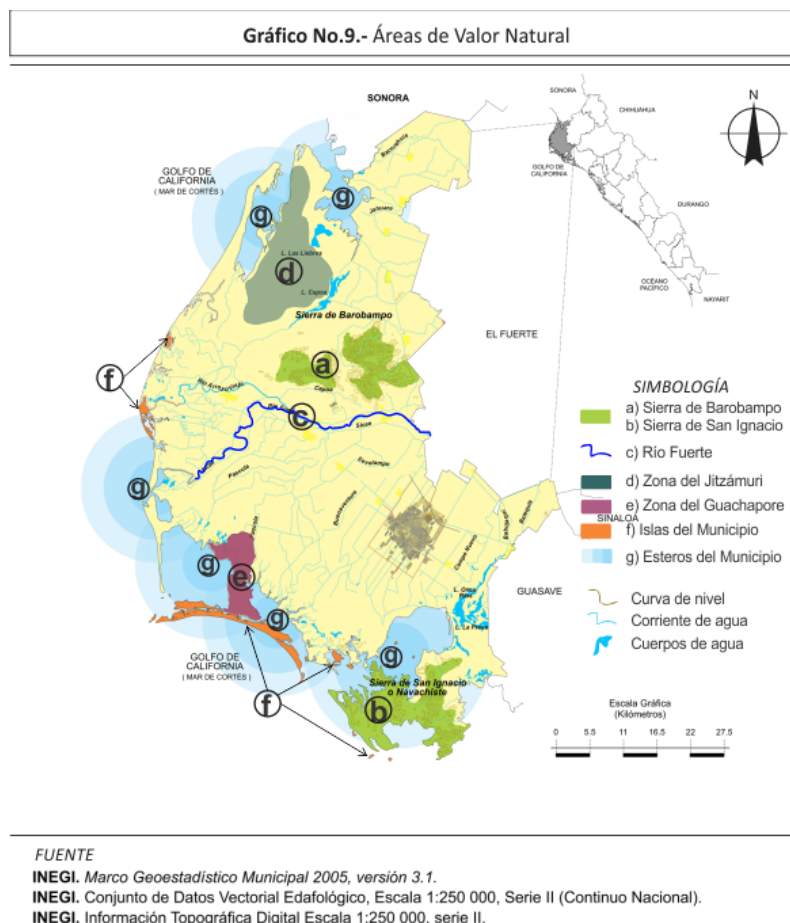 Gráfico No.9.- Áreas de Valor Natural
SONORA
GOLFO DE
CALIFORNIA
( MAR DE CORTÉS )
SONORA
CHIHUAHUA
GOLFO DE
CALIFORNIA
DURANGO
OCÉANO
PACÍFICO
NAYARIT
N
g
g
L. Las Liebres
d
L. Capoa
Sierra de Barobampo
EL FUERTE
a
f
c
g
g
e
g
GOLFO DE
CALIFORNIA
( MAR DE CORTÉS )
f
g
Sierra de San Ignacio
o Navachiste
b
SINALOA
GUASAVE
SIMBOLOGÍA
a) Sierra de Barobampo
b) Sierra de San Ignacio
c) Río Fuerte
d) Zona del Jitzámuri
e) Zona del Guachapore
f) Islas del Municipio
g) Esteros del Municipio
Curva de nivel
Corriente de agua
Cuerpos de agua
Escala Gráfica
(Kilómetros)
0 5.5 11 16.5 22 27.5
FUENTE
INEGI. Marco Geoestadístico Municipal 2005, versión 3.1.
INEGI. Conjunto de Datos Vectorial Edafológico, Escala 1:250 000, Serie II (Continuo Nacional).
INEGI. Información Topográfica Digital Escala 1:250 000, serie II.